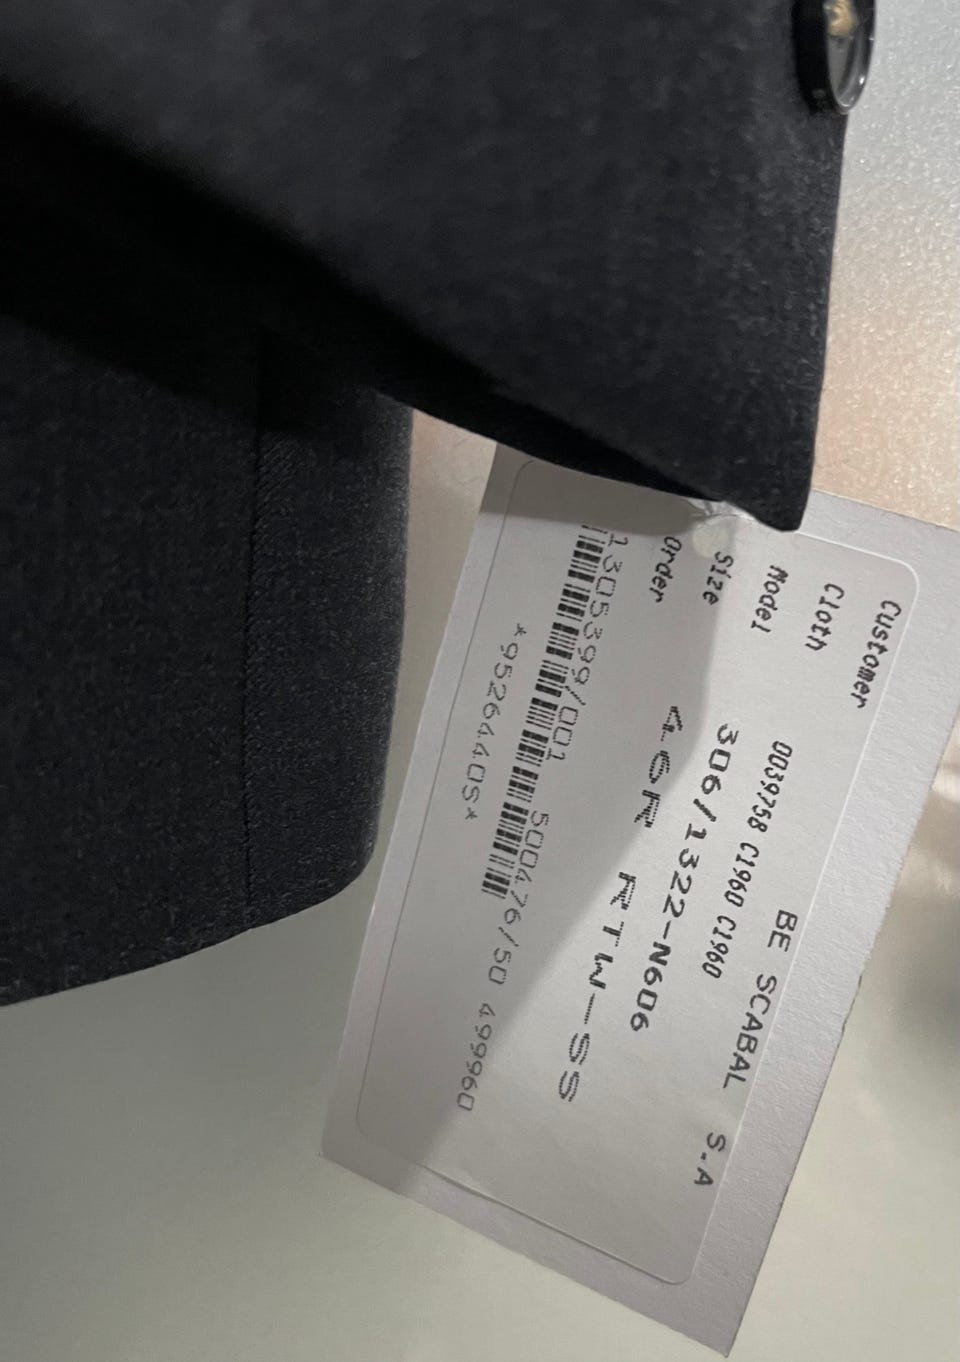 Customer BE SCABAL S.A
Cloth 0039758 C1960 C1960
Model 306/1322-N606
Size 46R RTW-SS
Order
1305399/001 500476/50 499960
*9526440S*